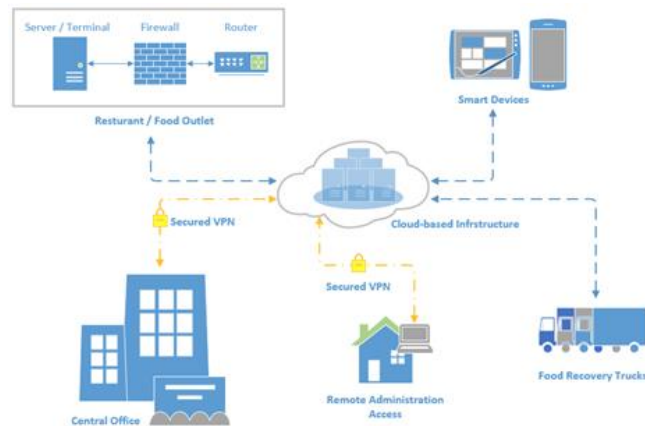 Server / Terminal
Firewall
Router
Resturant / Food Outlet
Smart Devices
Secured VPN
Cloud-based Infrstructure
Secured VPN
Central Office
Remote Administration
Access
Food Recovery Trucks